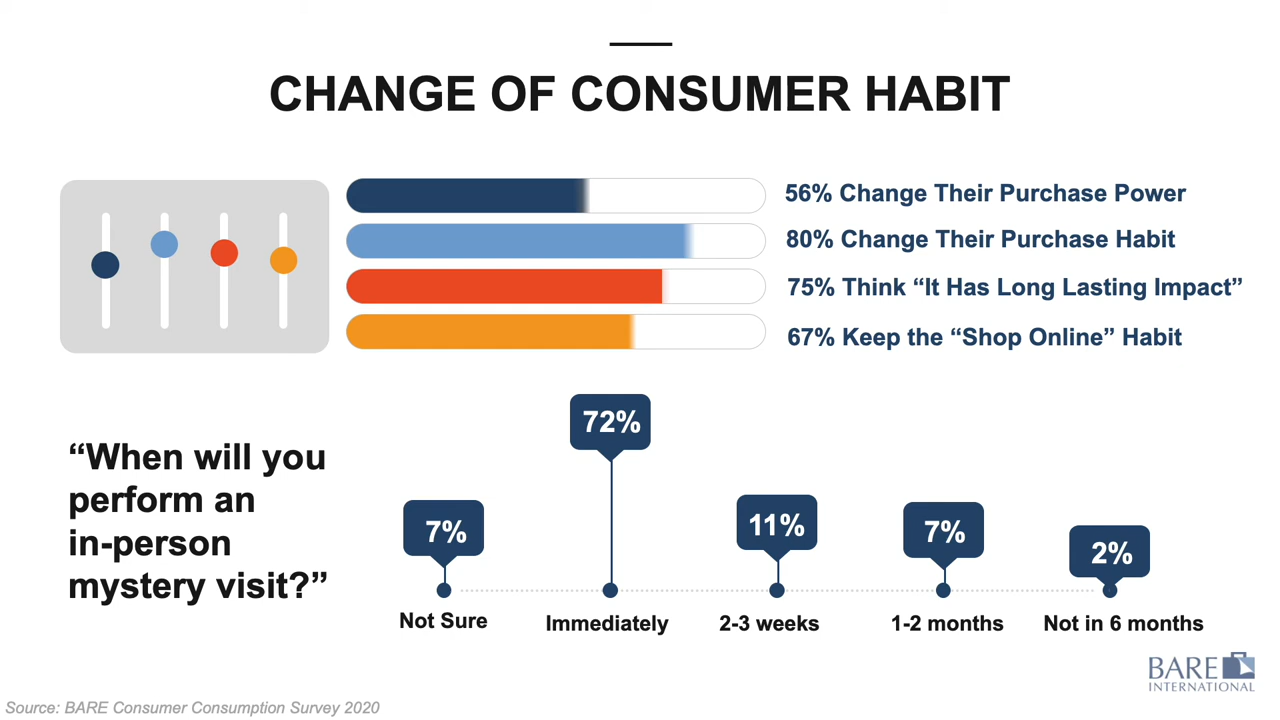 CHANGE OF CONSUMER HABIT
56% Change Their Purchase Power
80% Change Their Purchase Habit
75% Think “It Has Long Lasting Impact”
67% Keep the “Shop Online” Habit
“When will you
perform an
in-person
mystery visit?”
7%
72%
11%
7%
2%
Not Sure
Immediately
2-3 weeks
1-2 months
Not in 6 months
BARE
INTERNATIONAL
Source: BARE Consumer Consumption Survey 2020